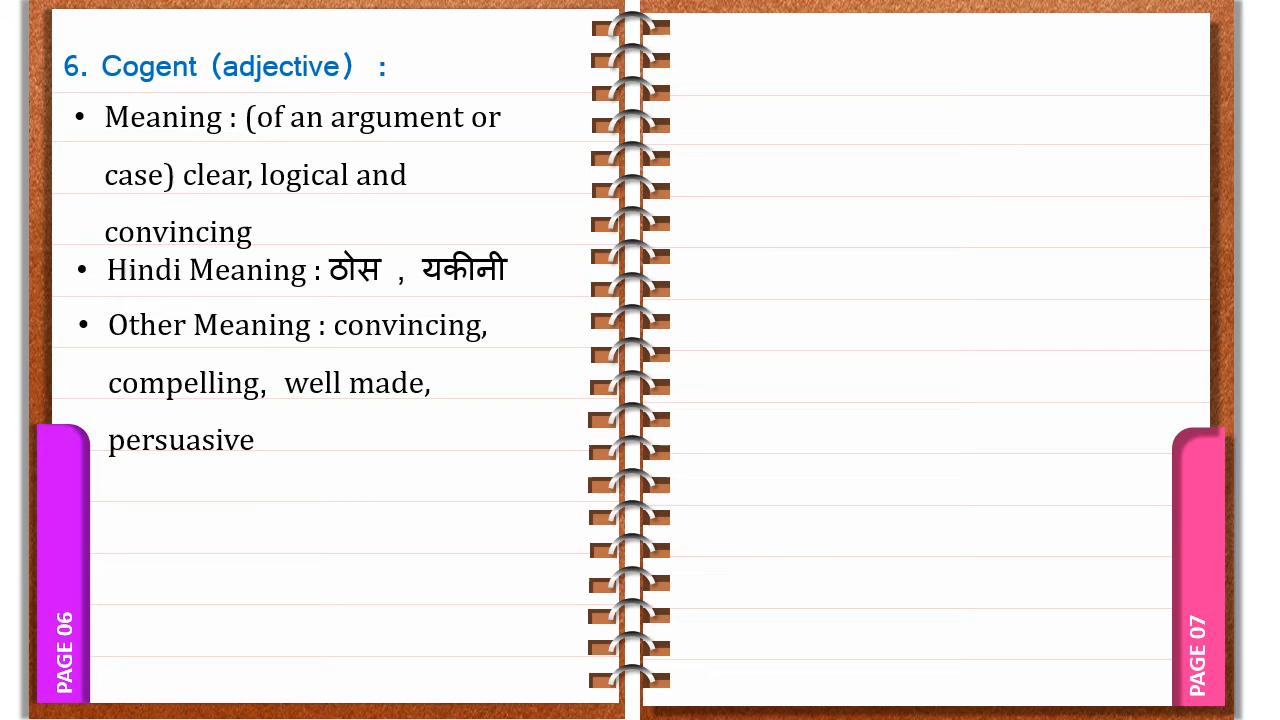 6. Cogent (adjective) :
• Meaning : (of an argument or
case) clear, logical and
convincing
• Hindi Meaning : ठोस , यकीनी
• Other Meaning : convincing,
compelling, well made,
persuasive
PAGE 06
PAGE 07